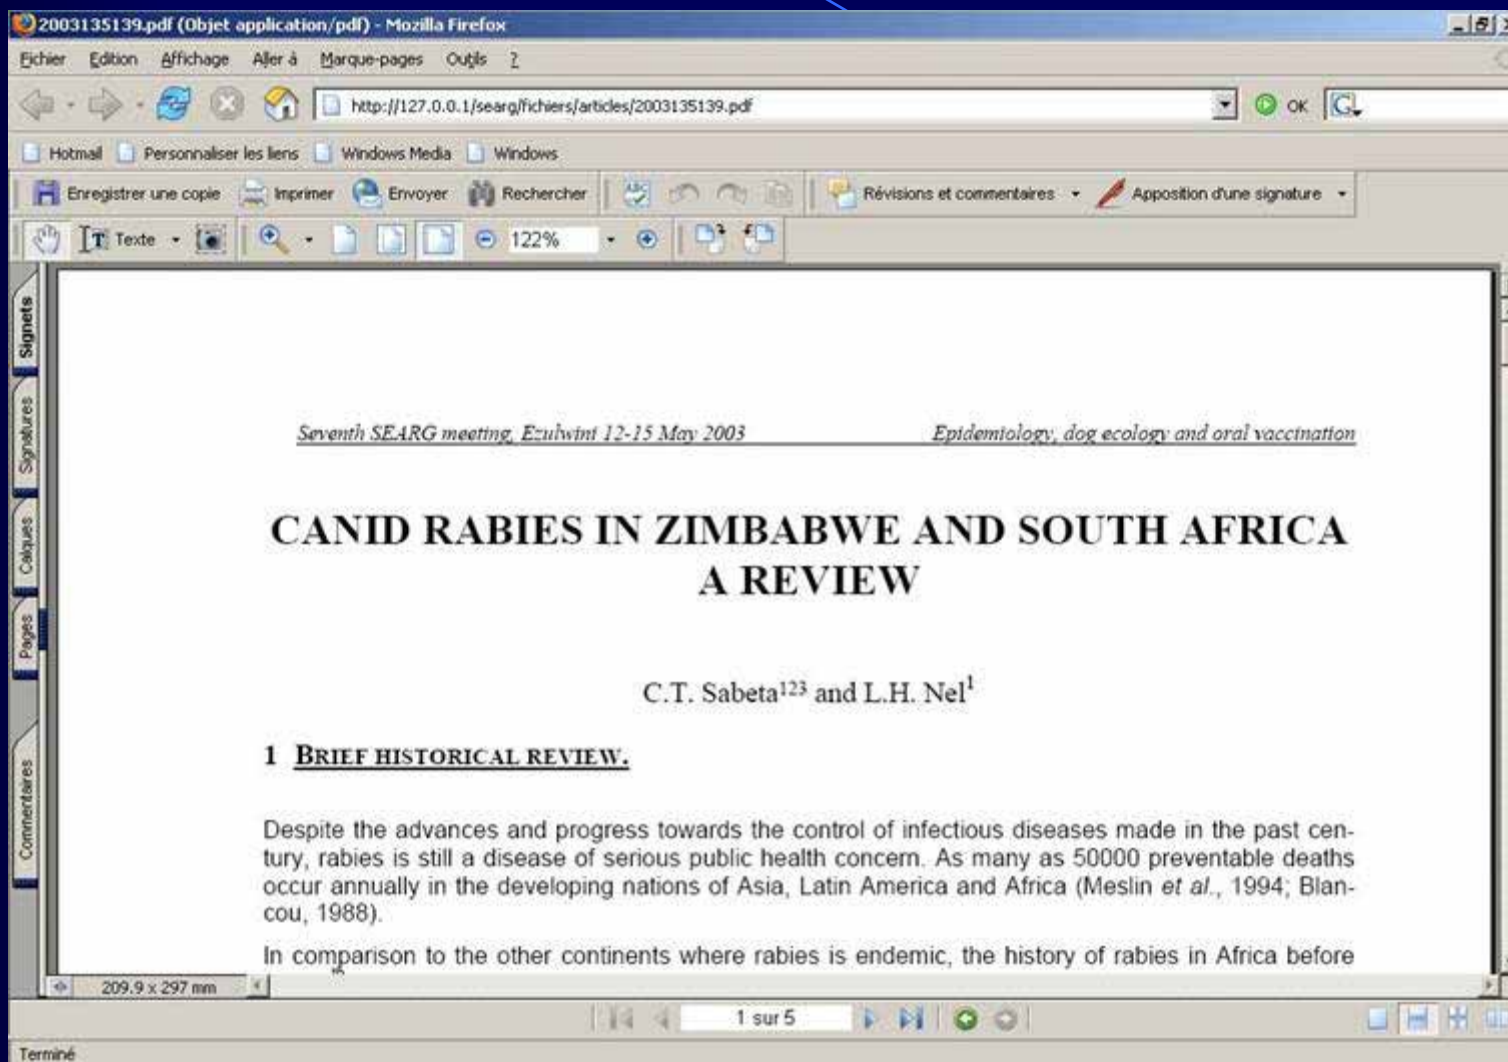 2003135139.pdf (Objet application/pdf) - Mozilla Firefox
Fichier Edition Affichage Aller à Marque-pages Outils ?
http://127.0.0.1/searg/fichiers/articles/2003135139.pdf OK
Hotmail Personnaliser les liens Windows Media Windows
Enregistrer une copie Imprimer Envoyer Rechercher Révisions et commentaires Apposition d'une signature
Texte 122%
Signets
Signatures
Calques
Pages
Commentaires
Seventh SEARG meeting, Ezulwini 12-15 May 2003 Epidemiology, dog ecology and oral vaccination
CANID RABIES IN ZIMBABWE AND SOUTH AFRICA
A REVIEW
C.T. Sabeta¹²³ and L.H. Nel¹
1 BRIEF HISTORICAL REVIEW.
Despite the advances and progress towards the control of infectious diseases made in the past cen-
tury, rabies is still a disease of serious public health concern. As many as 50000 preventable deaths
occur annually in the developing nations of Asia, Latin America and Africa (Meslin et al., 1994; Blan-
cou, 1988).
In comparison to the other continents where rabies is endemic, the history of rabies in Africa before
209.9 x 297 mm
1 sur 5
Terminé